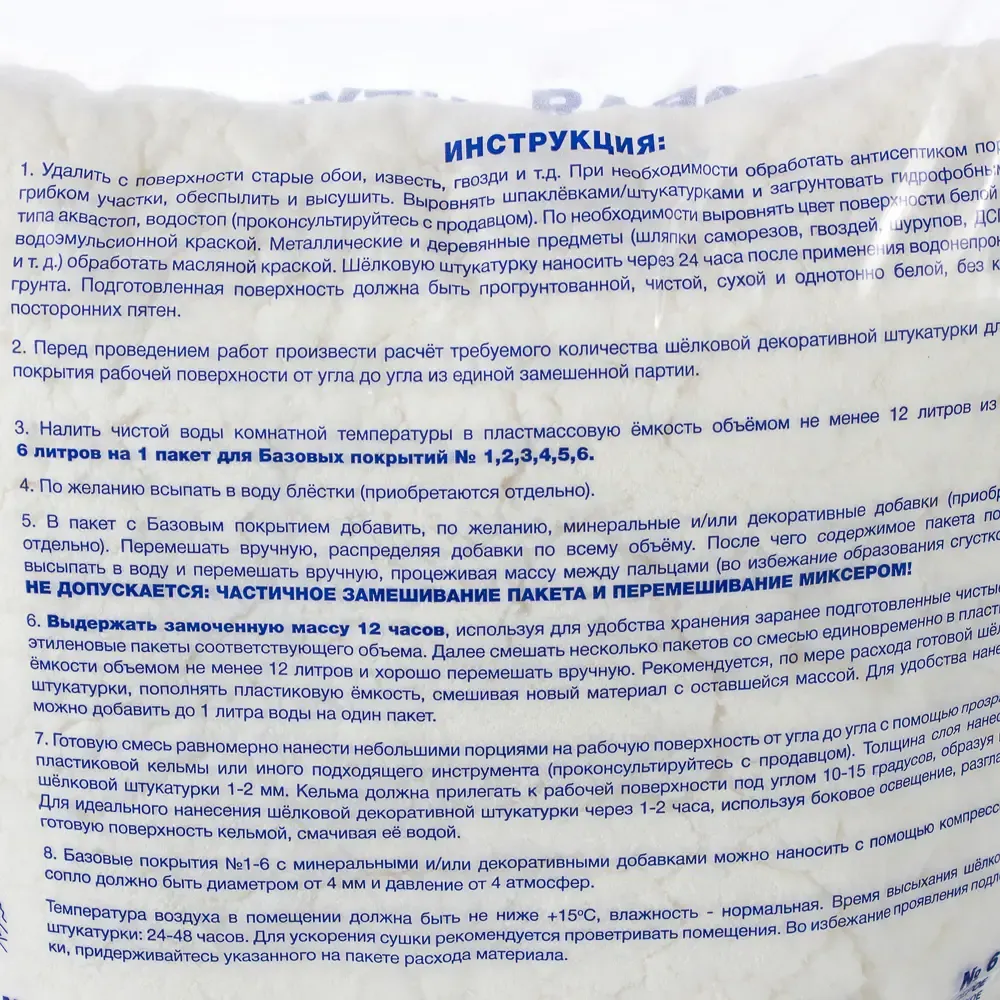 ИНСТРУКЦИЯ:
1. Удалить с поверхности старые обои, известь, гвозди и т.д. При необходимости обработать антисептиком
грибком участки, обеспылить и высушить. Выровнять шпаклёвками/штукатурками и загрунтовать
типа аквастоп, водостоп (проконсультируйтесь с продавцом). По необходимости выровнять цвет поверхности белой
водоэмульсионной краской. Металлические и деревянные предметы (шляпки саморезов, гвоздей, шурупов,
и т. д.) обработать масляной краской. Шёлковую штукатурку наносить через 24 часа после применения
грунта. Подготовленная поверхность должна быть прогрунтованной, чистой, сухой и однотонно белой, без
посторонних пятен.
2. Перед проведением работ произвести расчёт требуемого количества шёлковой декоративной штукатурки
покрытия рабочей поверхности от угла до угла из единой замешенной партии.
3. Налить чистой воды комнатной температуры в пластмассовую ёмкость объёмом не менее 12 литров из
6 литров на 1 пакет для Базовых покрытий № 1,2,3,4,5,6.
4. По желанию всыпать в воду блёстки (приобретаются отдельно).
5. В пакет с Базовым покрытием добавить, по желанию, минеральные и/или декоративные добавки
отдельно). Перемешать вручную, распределяя добавки по всему объёму. После чего содержимое пакета
высыпать в воду и перемешать вручную, процеживая массу между пальцами (во избежание образования
НЕ ДОПУСКАЕТСЯ: ЧАСТИЧНОЕ ЗАМЕШИВАНИЕ ПАКЕТА И ПЕРЕМЕШИВАНИЕ МИКСЕРОМ!
6. Выдержать замоченную массу 12 часов, используя для удобства хранения заранее подготовленные
этиленовые пакеты соответствующего объема. Далее смешать несколько пакетов со смесью единовременно в
ёмкости объемом не менее 12 литров и хорошо перемешать вручную. Рекомендуется, по мере расхода готовой
штукатурки, пополнять пластиковую ёмкость, смешивая новый материал с оставшейся массой. Для удобства
можно добавить до 1 литра воды на один пакет.
7. Готовую смесь равномерно нанести небольшими порциями на рабочую поверхность от угла до угла с помощью
пластиковой кельмы или иного подходящего инструмента (проконсультируйтесь с продавцом). Толщина слоя
шёлковой штукатурки 1-2 мм. Кельма должна прилегать к рабочей поверхности под углом 10-15 градусов, образуя
Для идеального нанесения шёлковой декоративной штукатурки через 1-2 часа, используя боковое освещение,
готовую поверхность кельмой, смачивая её водой.
8. Базовые покрытия №1-6 с минеральными и/или декоративными добавками можно наносить с помощью
сопло должно быть диаметром от 4 мм и давление от 4 атмосфер.
Температура воздуха в помещении должна быть не ниже +15ºС, влажность - нормальная. Время высыхания
штукатурки: 24-48 часов. Для ускорения сушки рекомендуется проветривать помещения. Во избежание проявления
ки, придерживайтесь указанного на пакете расхода материала.
№ 6